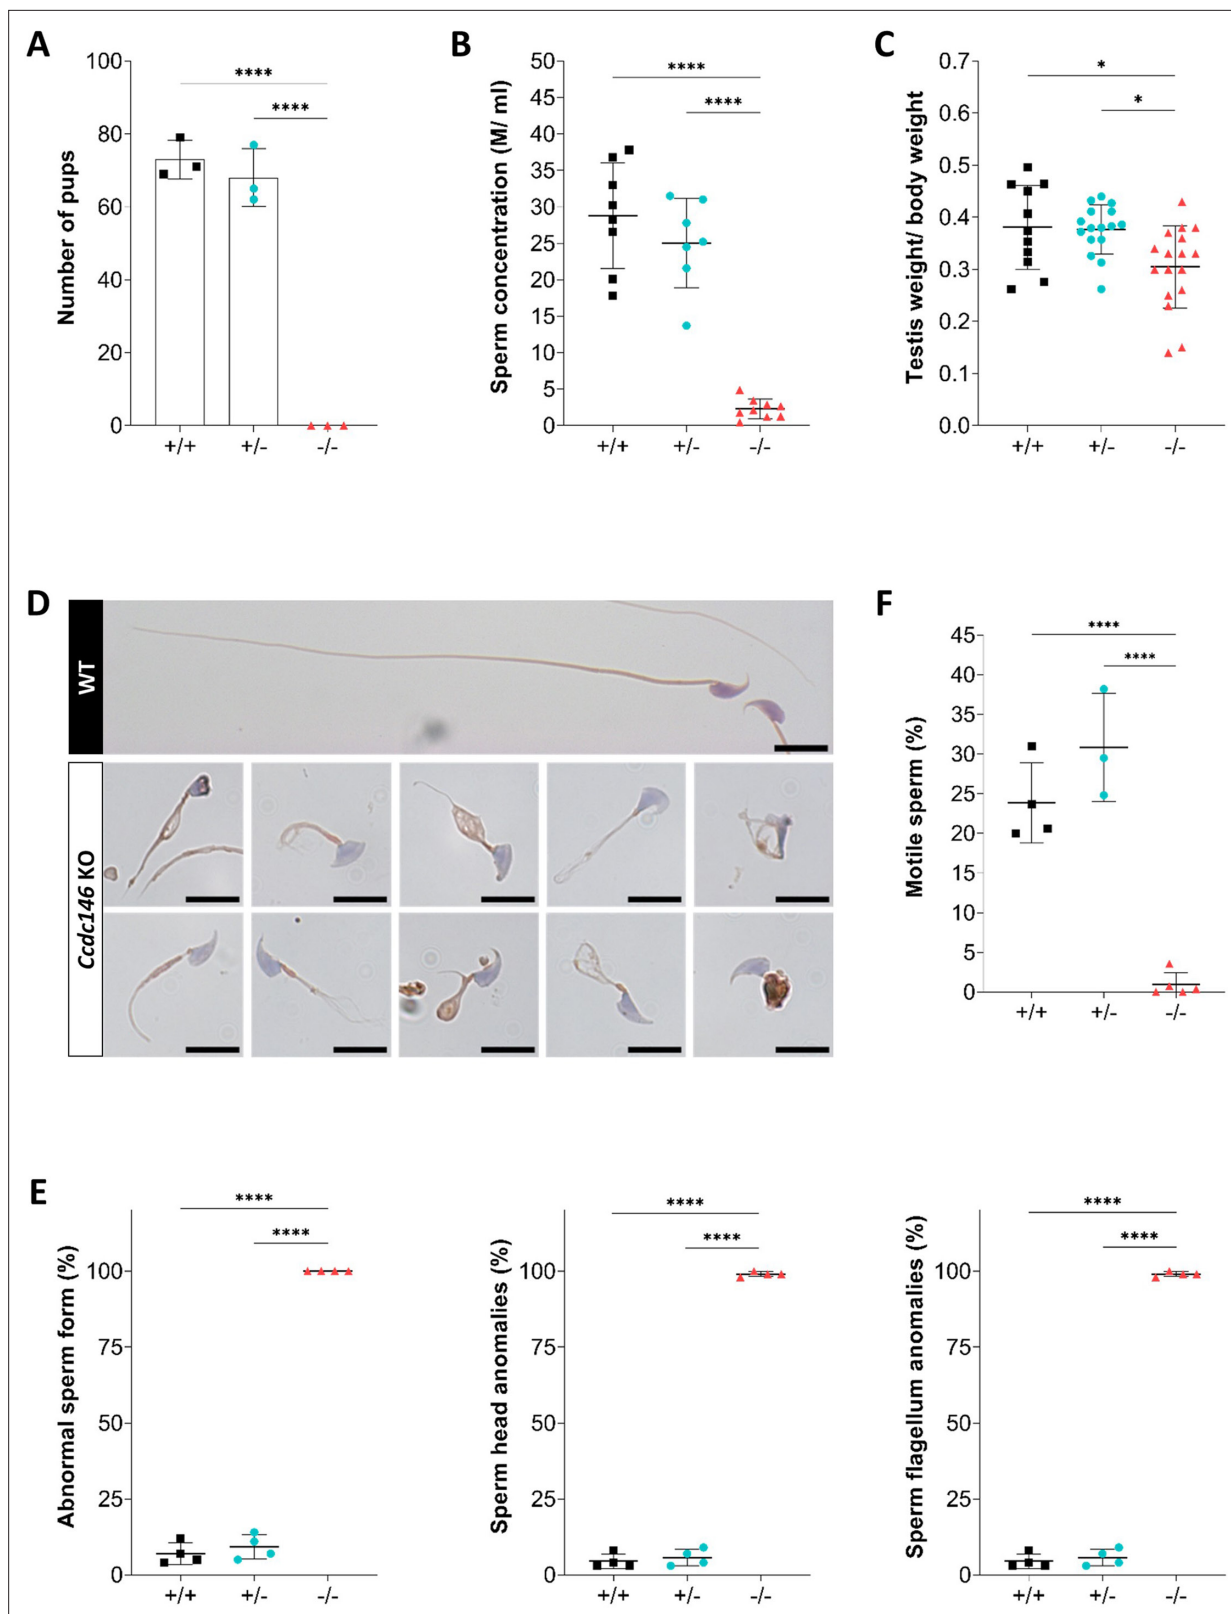 A
Number of pups
100
80
60
40
20
0
****
****
+/+ +/- -/-
B
Sperm concentration (M/ ml)
50
45
40
35
30
25
20
15
10
5
0
****
****
+/+ +/- -/-
C
Testis weight/ body weight
0.7
0.6
0.5
0.4
0.3
0.2
0.1
0.0
*
*
+/+ +/- -/-
D
WT
Ccdc146 KO
F
Motile sperm (%)
45
40
35
30
25
20
15
10
5
0
****
****
+/+ +/- -/-
E
Abnormal sperm form (%)
100
75
50
25
0
****
****
+/+ +/- -/-
Sperm head anomalies (%)
100
75
50
25
0
****
****
+/+ +/- -/-
Sperm flagellum anomalies (%)
100
75
50
25
0
****
****
+/+ +/- -/-